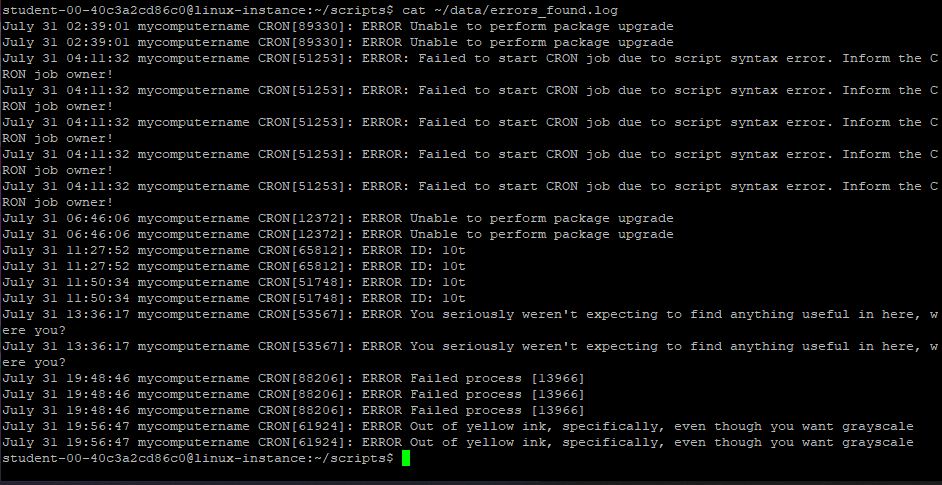 student-00-40c3a2cd86c0@linux-instance:~/scripts$ cat ~/data/errors_found.log
July 31 02:39:01 mycomputername CRON[89330]: ERROR Unable to perform package upgrade
July 31 02:39:01 mycomputername CRON[89330]: ERROR Unable to perform package upgrade
July 31 04:11:32 mycomputername CRON[51253]: ERROR: Failed to start CRON job due to script syntax error. Inform the C
RON job owner!
July 31 04:11:32 mycomputername CRON[51253]: ERROR: Failed to start CRON job due to script syntax error. Inform the C
RON job owner!
July 31 04:11:32 mycomputername CRON[51253]: ERROR: Failed to start CRON job due to script syntax error. Inform the C
RON job owner!
July 31 04:11:32 mycomputername CRON[51253]: ERROR: Failed to start CRON job due to script syntax error. Inform the C
RON job owner!
July 31 04:11:32 mycomputername CRON[51253]: ERROR: Failed to start CRON job due to script syntax error. Inform the C
RON job owner!
July 31 06:46:06 mycomputername CRON[12372]: ERROR Unable to perform package upgrade
July 31 06:46:06 mycomputername CRON[12372]: ERROR Unable to perform package upgrade
July 31 11:27:52 mycomputername CRON[65812]: ERROR ID: 10t
July 31 11:27:52 mycomputername CRON[65812]: ERROR ID: 10t
July 31 11:50:34 mycomputername CRON[51748]: ERROR ID: 10t
July 31 11:50:34 mycomputername CRON[51748]: ERROR ID: 10t
July 31 13:36:17 mycomputername CRON[53567]: ERROR You seriously weren't expecting to find anything useful in here, w
ere you?
July 31 13:36:17 mycomputername CRON[53567]: ERROR You seriously weren't expecting to find anything useful in here, w
ere you?
July 31 19:48:46 mycomputername CRON[88206]: ERROR Failed process [13966]
July 31 19:48:46 mycomputername CRON[88206]: ERROR Failed process [13966]
July 31 19:48:46 mycomputername CRON[88206]: ERROR Failed process [13966]
July 31 19:56:47 mycomputername CRON[61924]: ERROR Out of yellow ink, specifically, even though you want grayscale
July 31 19:56:47 mycomputername CRON[61924]: ERROR Out of yellow ink, specifically, even though you want grayscale
student-00-40c3a2cd86c0@linux-instance:~/scripts$